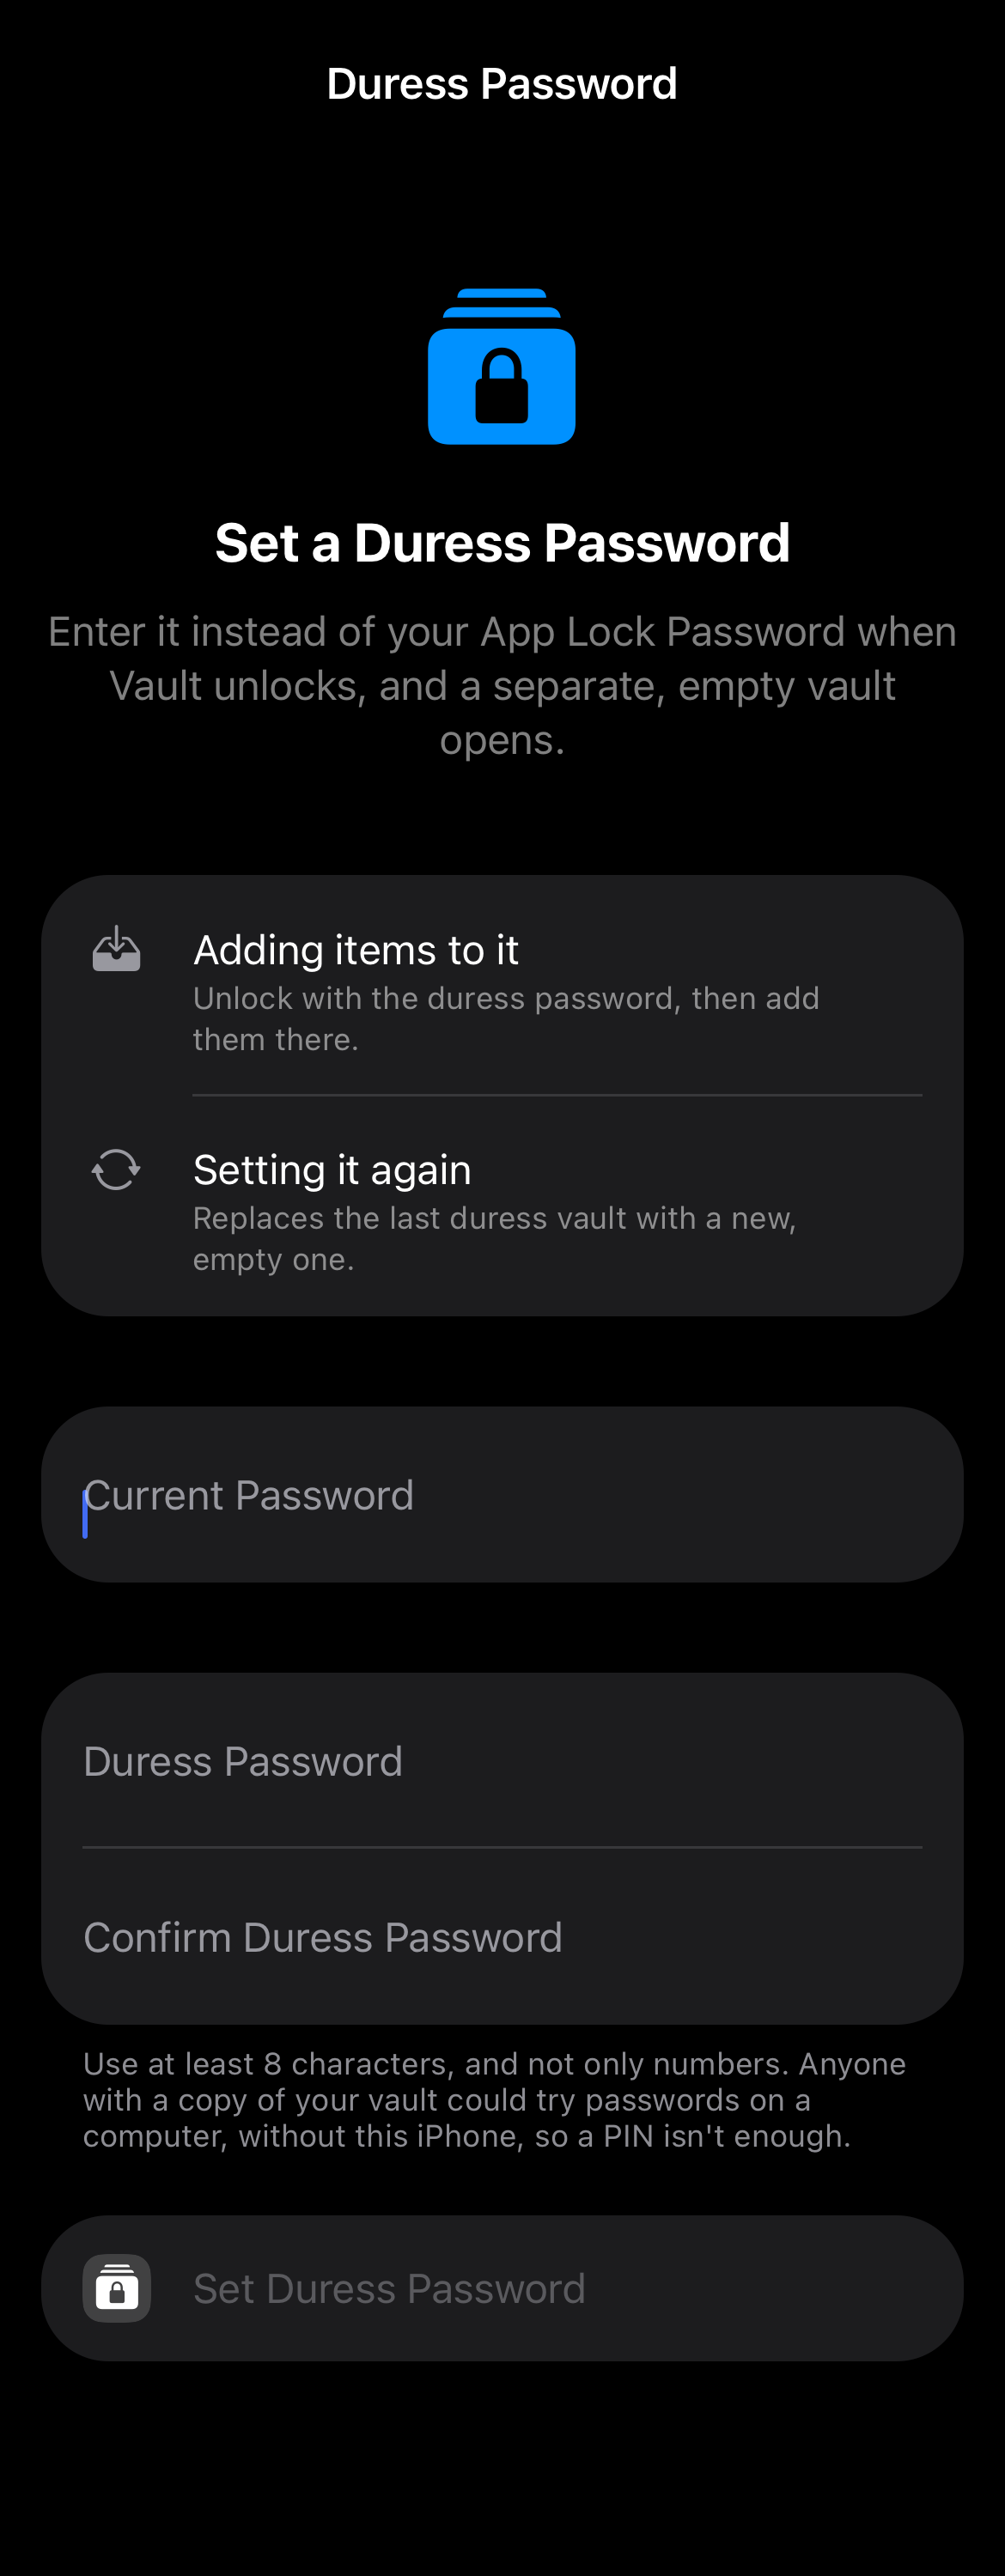 Duress Password
Set a Duress Password
Enter it instead of your App Lock Password when
Vault unlocks, and a separate, empty vault
opens.
Adding items to it
Unlock with the duress password, then add
them there.
Setting it again
Replaces the last duress vault with a new,
empty one.
Current Password
Duress Password
Confirm Duress Password
Use at least 8 characters, and not only numbers. Anyone
with a copy of your vault could try passwords on a
computer, without this iPhone, so a PIN isn't enough.
Set Duress Password